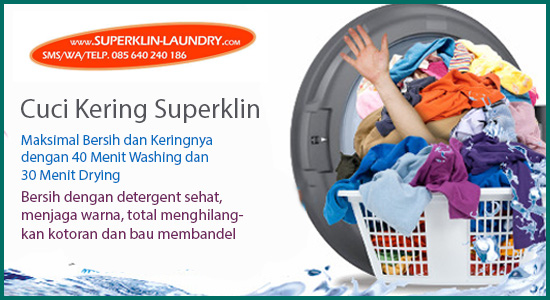 www.SUPERKLIN-LAUNDRY.com
SMS/WA/TELP. 085 640 240 186
Cuci Kering Superklin
Maksimal Bersih dan Keringnya
dengan 40 Menit Washing dan
30 Menit Drying
Bersih dengan detergent sehat,
menjaga warna, total menghilang-
kan kotoran dan bau membandel